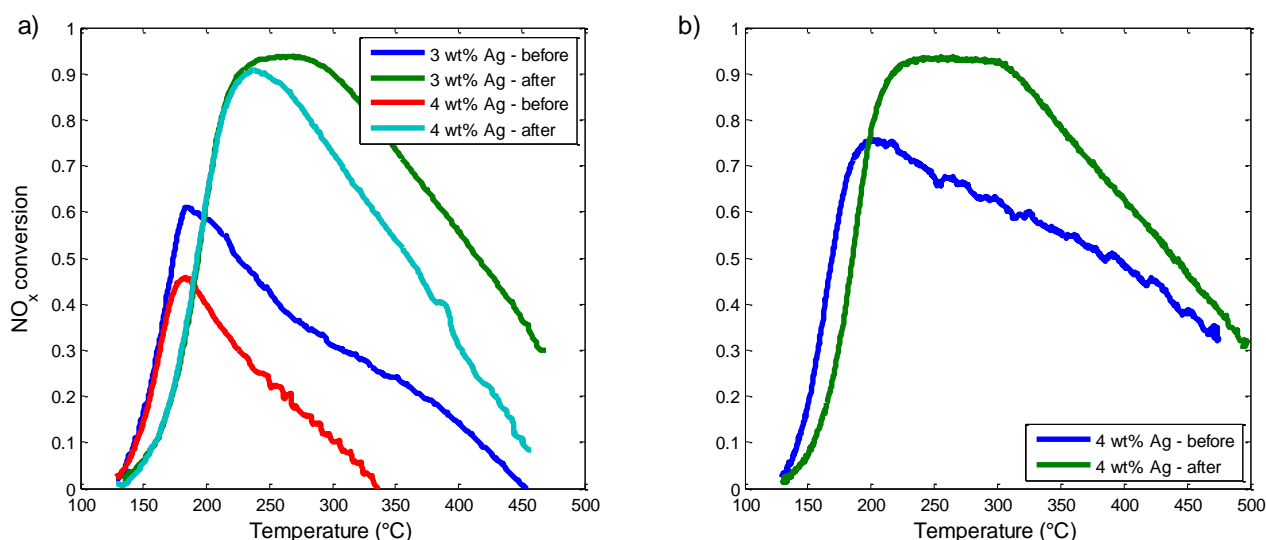 a)
1
0.9
0.8
0.7
0.6
0.5
0.4
0.3
0.2
0.1
0
NOx conversion
3 wt% Ag - before
3 wt% Ag - after
4 wt% Ag - before
4 wt% Ag - after
100 150 200 250 300 350 400 450 500
Temperature (°C)
b)
1
0.9
0.8
0.7
0.6
0.5
0.4
0.3
0.2
0.1
0
4 wt% Ag - before
4 wt% Ag - after
100 150 200 250 300 350 400 450 500
Temperature (°C)